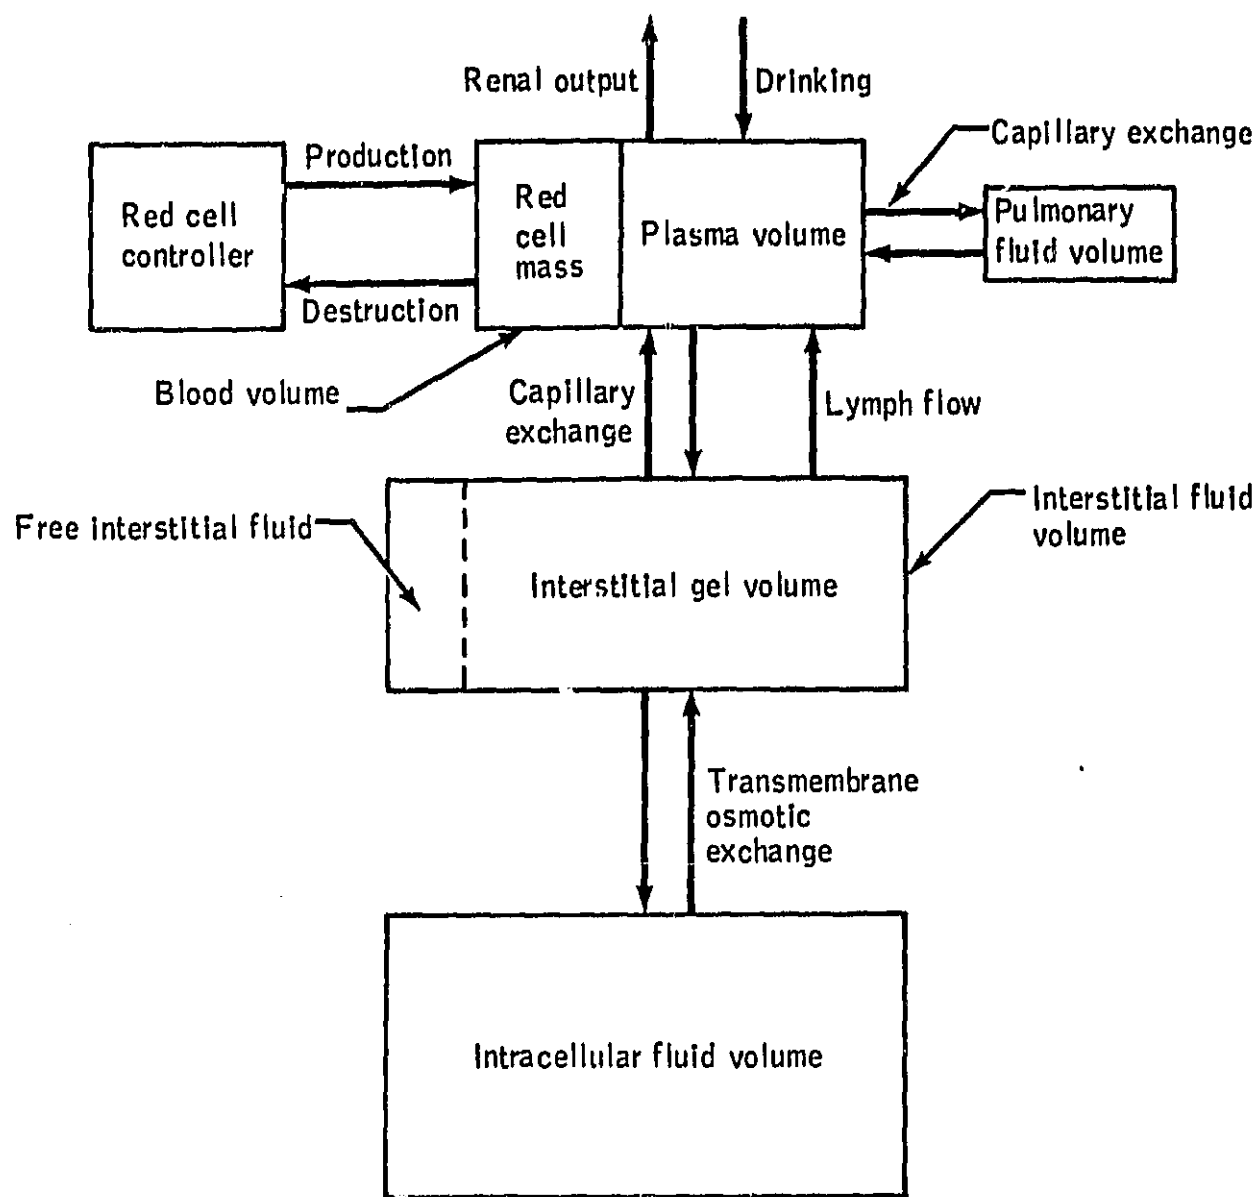 Renal output
Drinking
Capillary exchange
Production
Red cell
controller
Red
cell
mass
Plasma volume
Pulmonary
fluid volume
Destruction
Blood volume
Capillary
exchange
Lymph flow
Free interstitial fluid
Interstitial fluid
volume
Interstitial gel volume
Transmembrane
osmotic
exchange
Intracellular fluid volume